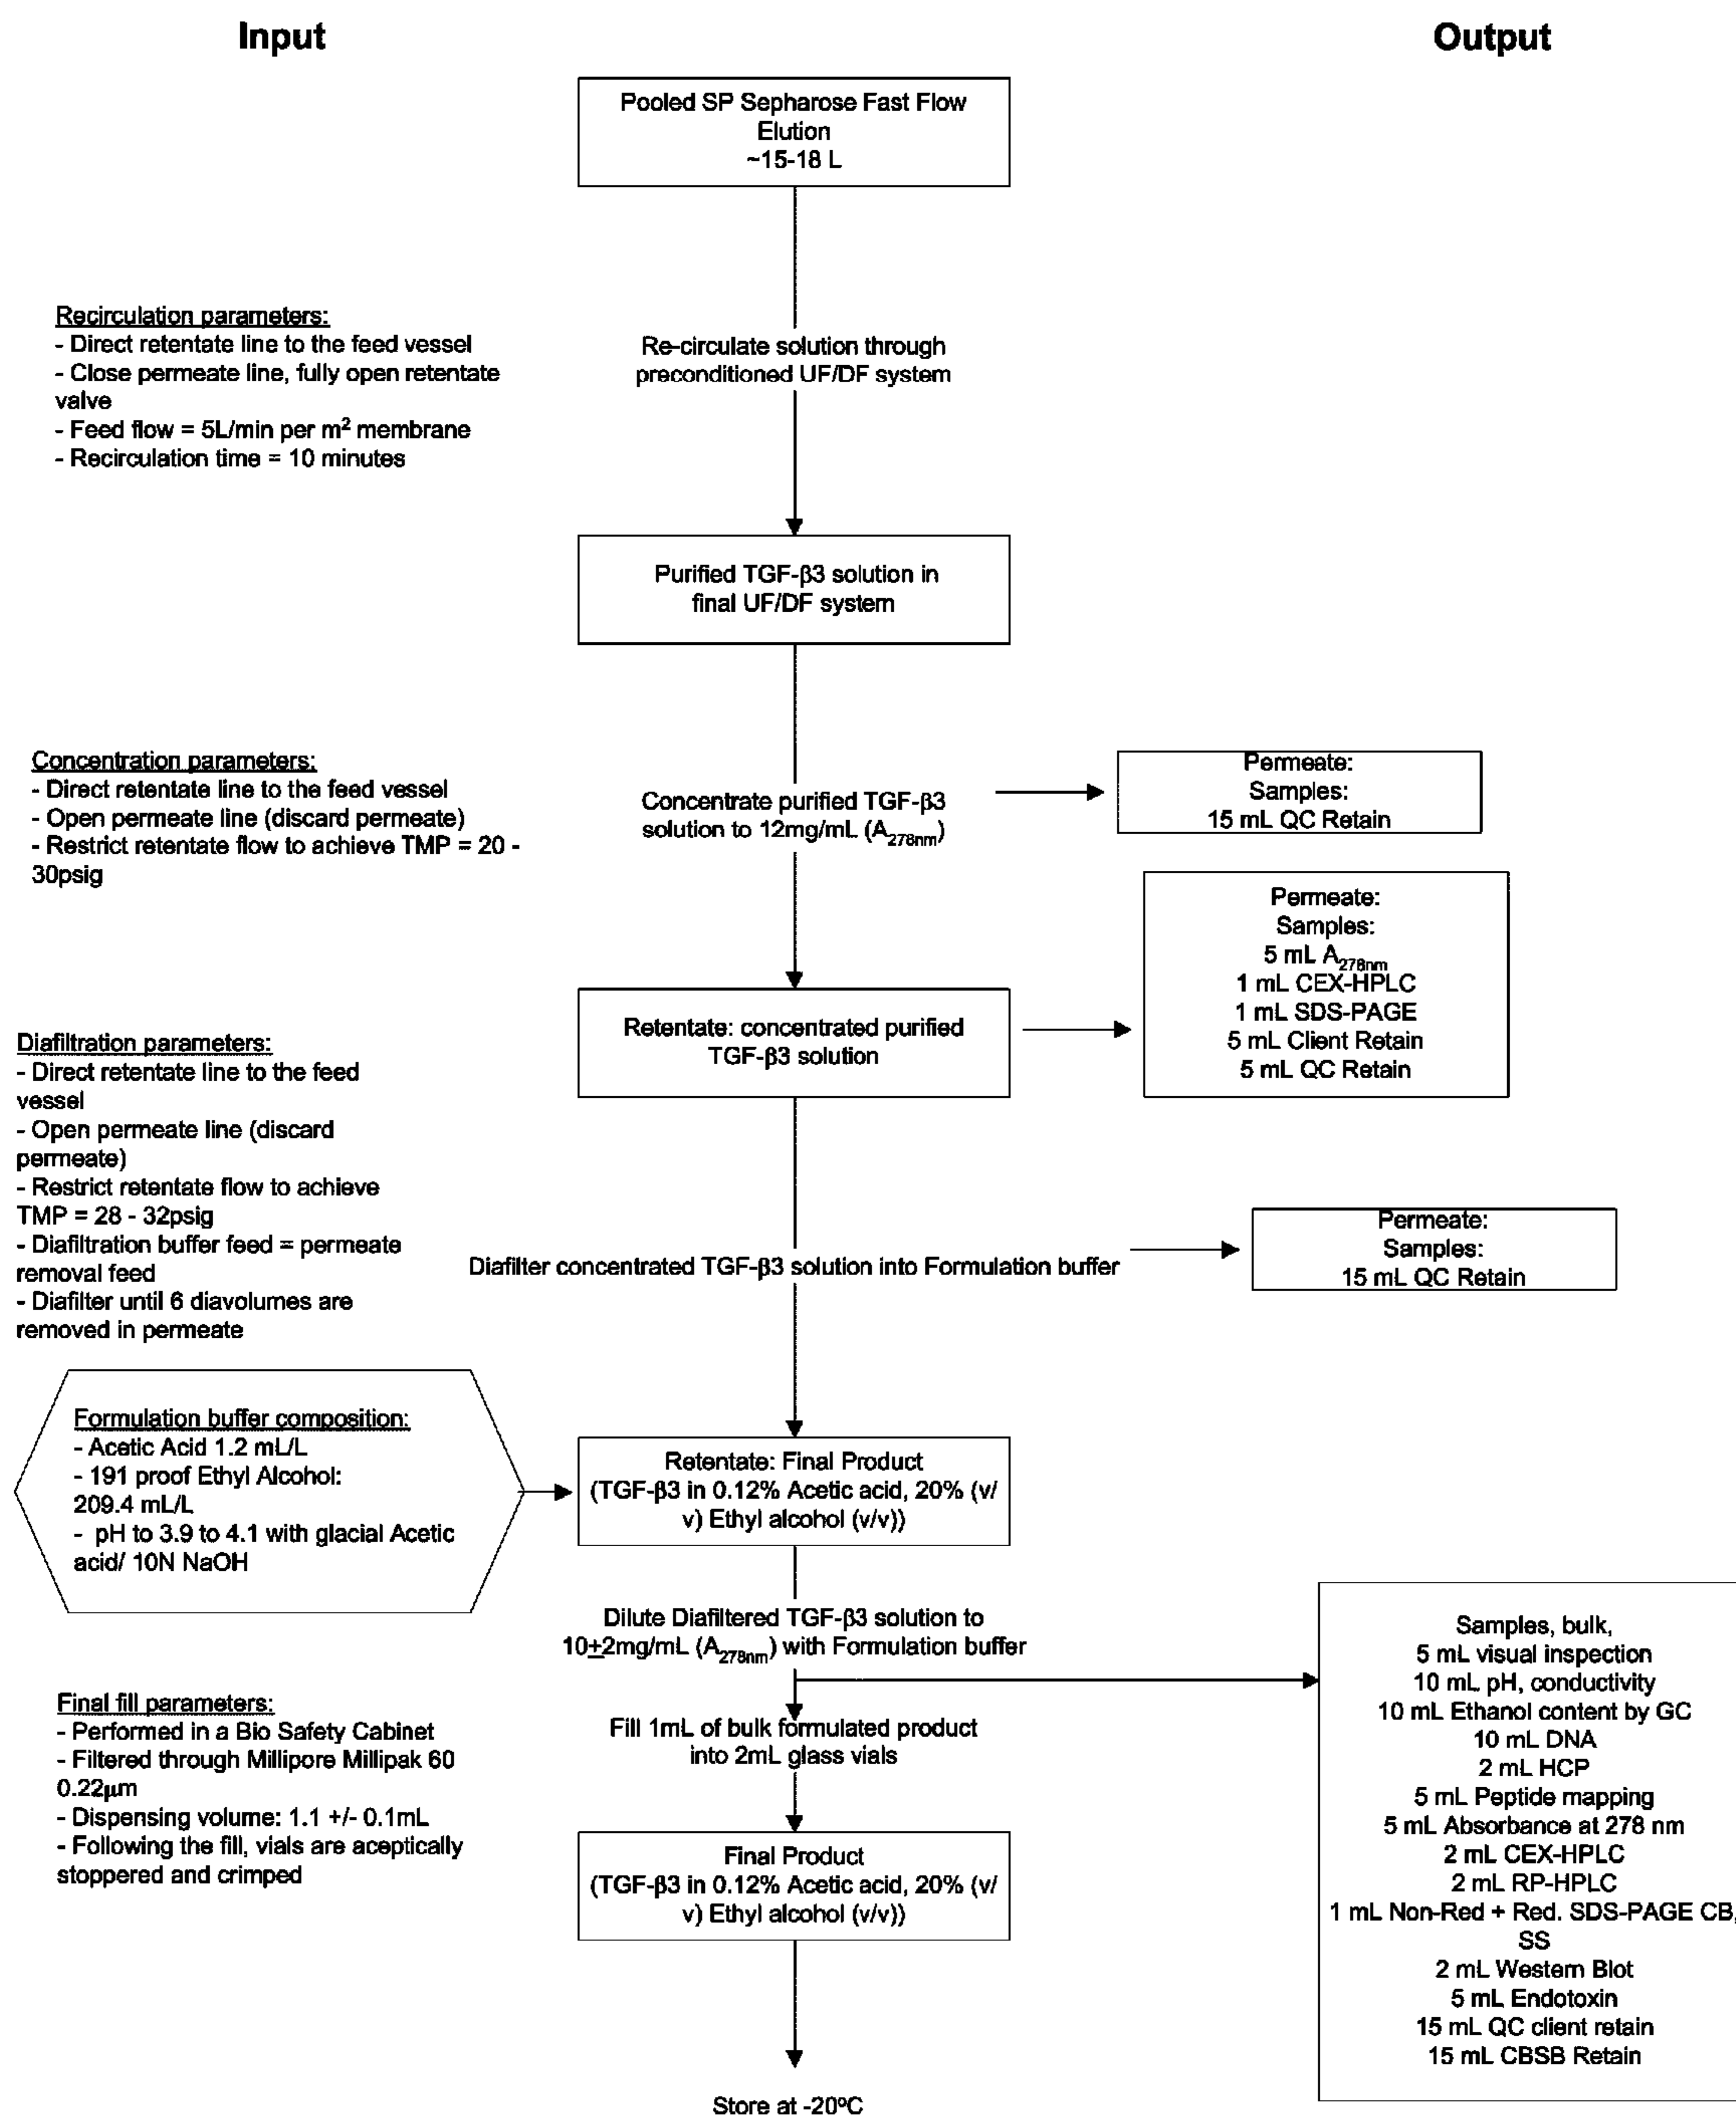 Input
Output
Pooled SP Sepharose Fast Flow
Elution
~15-18 L
Recirculation parameters:
- Direct retentate line to the feed vessel
- Close permeate line, fully open retentate
valve
- Feed flow = 5L/min per m² membrane
- Recirculation time = 10 minutes
Re-circulate solution through
preconditioned UF/DF system
Purified TGF-β3 solution in
final UF/DF system
Concentration parameters:
- Direct retentate line to the feed vessel
- Open permeate line (discard permeate)
- Restrict retentate flow to achieve TMP = 20 -
30psig
Concentrate purified TGF-β3
solution to 12mg/mL (A278nm)
Permeate:
Samples:
15 mL QC Retain
Retentate: concentrated purified
TGF-β3 solution
Permeate:
Samples:
5 mL A278nm
1 mL CEX-HPLC
1 mL SDS-PAGE
5 mL Client Retain
5 mL QC Retain
Diafiltration parameters:
- Direct retentate line to the feed
vessel
- Open permeate line (discard
permeate)
- Restrict retentate flow to achieve
TMP = 28 - 32psig
- Diafiltration buffer feed = permeate
removal feed
- Diafilter until 6 diavolumes are
removed in permeate
Diafilter concentrated TGF-β3 solution into Formulation buffer
Permeate:
Samples:
15 mL QC Retain
Formulation buffer composition:
- Acetic Acid 1.2 mL/L
- 191 proof Ethyl Alcohol:
209.4 mL/L
- pH to 3.9 to 4.1 with glacial Acetic
acid/ 10N NaOH
Retentate: Final Product
(TGF-β3 in 0.12% Acetic acid, 20% (v/
v) Ethyl alcohol (v/v))
Dilute Diafiltered TGF-β3 solution to
10±2mg/mL (A278nm) with Formulation buffer
Final fill parameters:
- Performed in a Bio Safety Cabinet
- Filtered through Millipore Millipak 60
0.22μm
- Dispensing volume: 1.1 +/- 0.1mL
- Following the fill, vials are aceptically
stoppered and crimped
Fill 1mL of bulk formulated product
into 2mL glass vials
Final Product
(TGF-β3 in 0.12% Acetic acid, 20% (v/
v) Ethyl alcohol (v/v))
Store at -20ºC
Samples, bulk,
5 mL visual inspection
10 mL pH, conductivity
10 mL Ethanol content by GC
10 mL DNA
2 mL HCP
5 mL Peptide mapping
5 mL Absorbance at 278 nm
2 mL CEX-HPLC
2 mL RP-HPLC
1 mL Non-Red + Red. SDS-PAGE CB,
SS
2 mL Western Blot
5 mL Endotoxin
15 mL QC client retain
15 mL CBSB Retain